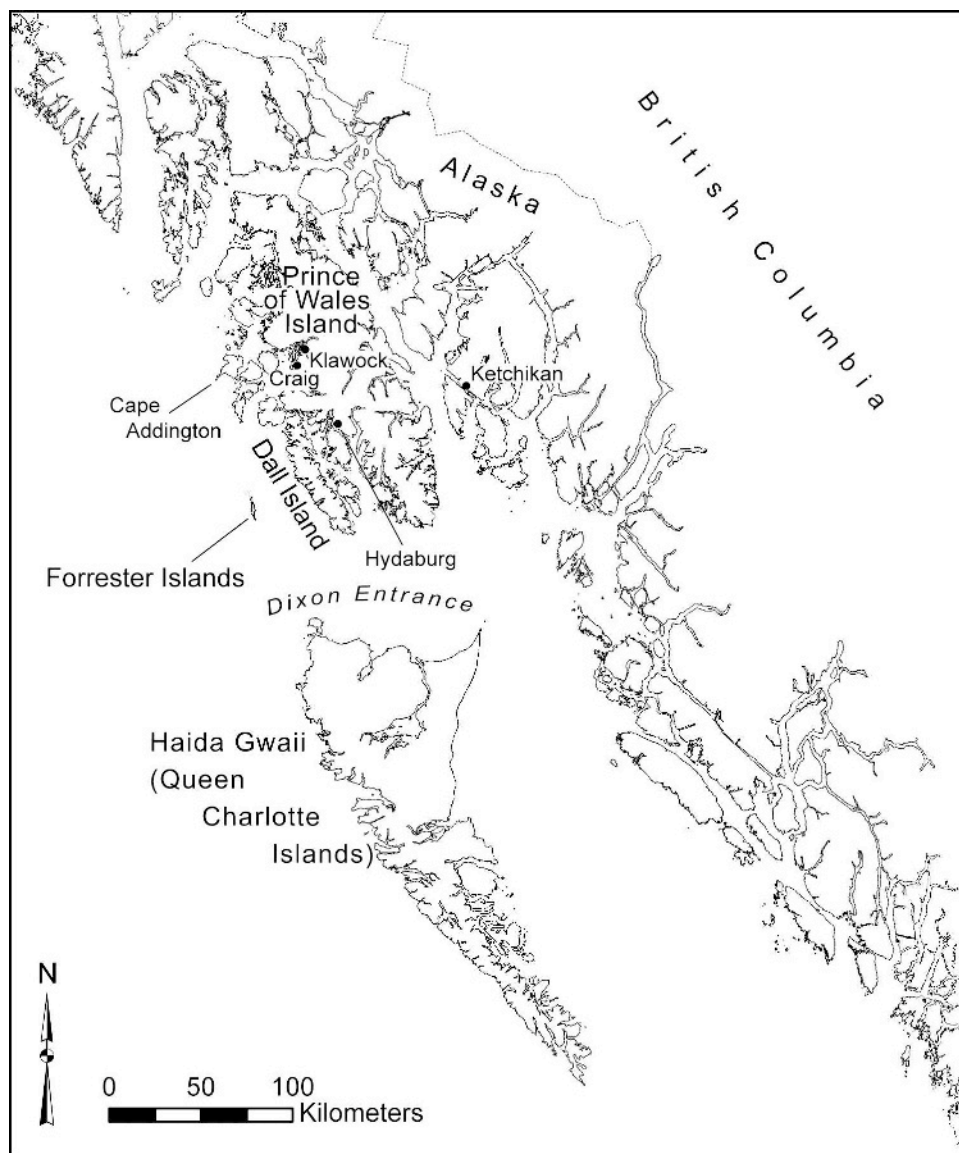 British Columbia
Alaska
Prince
of Wales
Island
Klawock
Craig
Ketchikan
Cape
Addington
Dall Island
Hydaburg
Forrester Islands
Dixon Entrance
Haida Gwaii
(Queen
Charlotte
Islands)
N
0 50 100
Kilometers